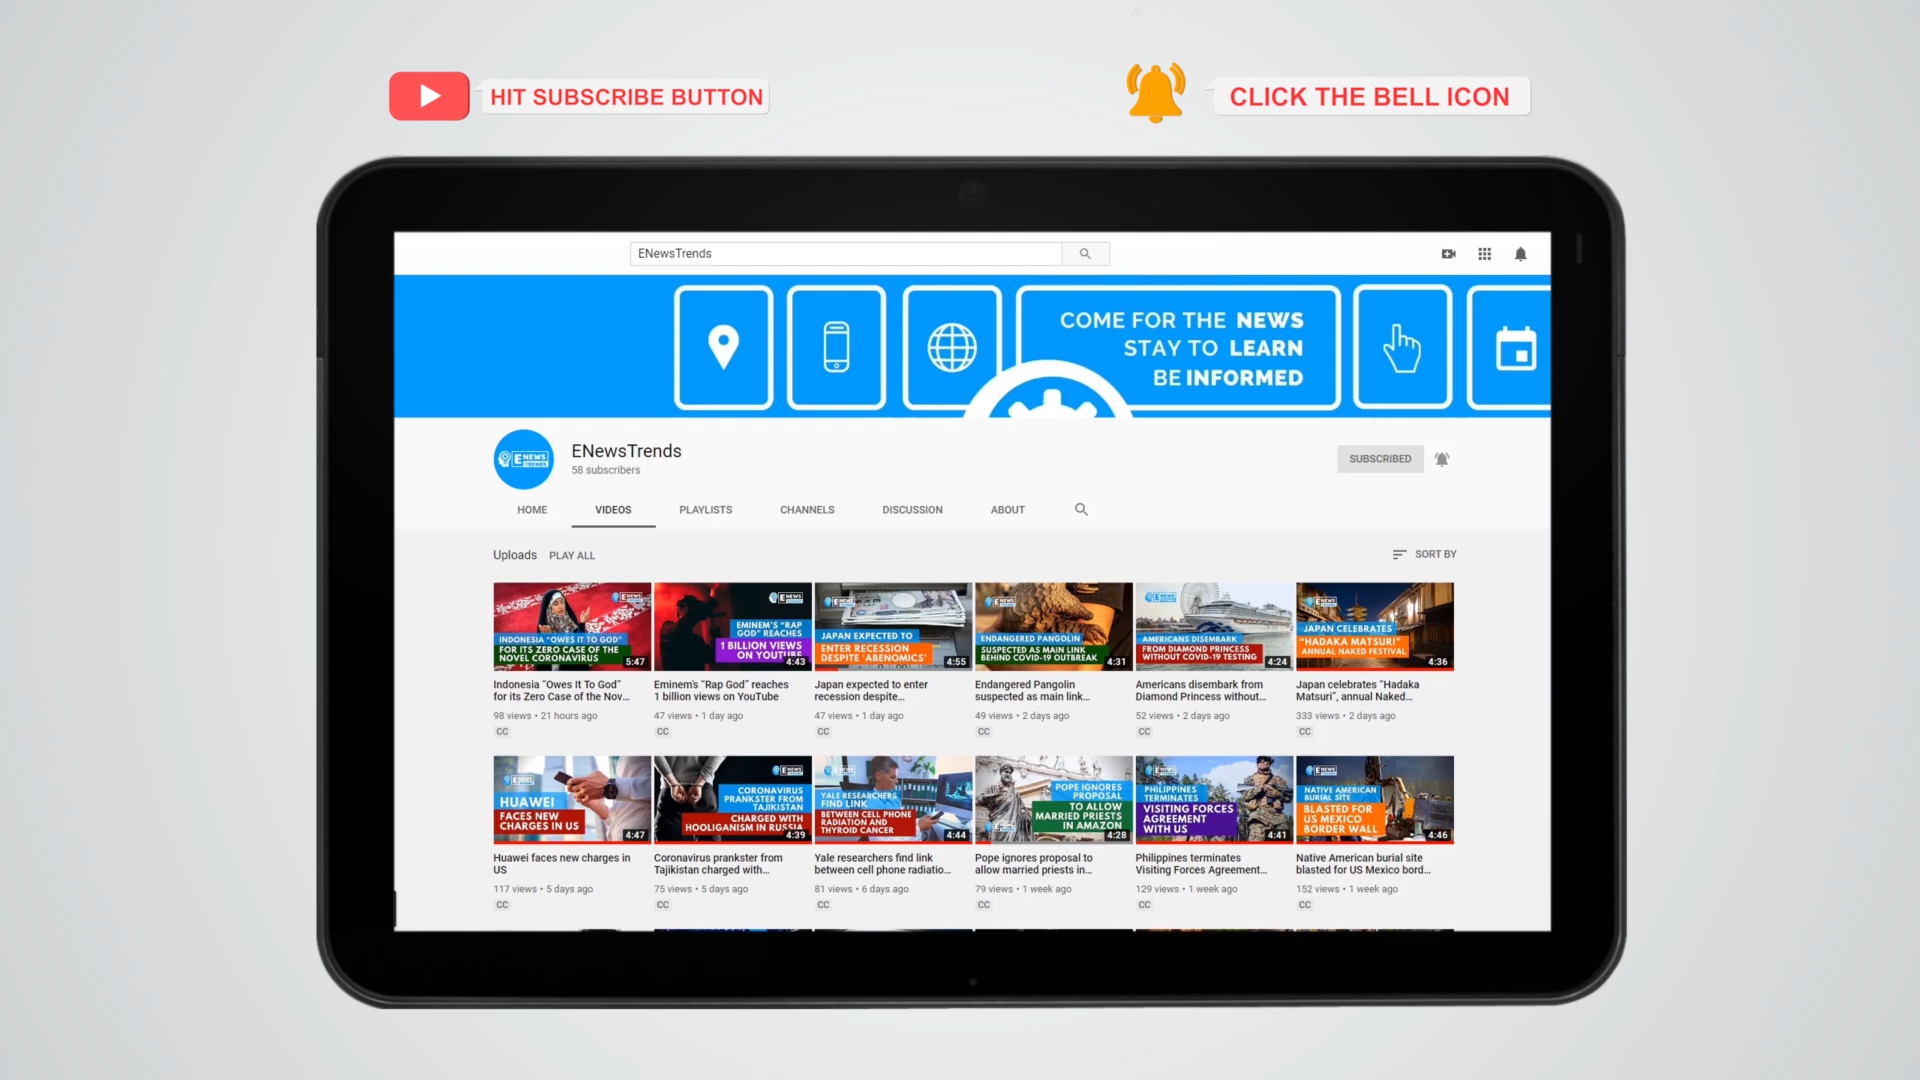 HIT SUBSCRIBE BUTTON
CLICK THE BELL ICON
ENewsTrends
COME FOR THE NEWS
STAY TO LEARN
BE INFORMED
E NEWS
TRENDS
ENewsTrends
58 subscribers
SUBSCRIBED
HOME VIDEOS PLAYLISTS CHANNELS DISCUSSION ABOUT
Uploads PLAY ALL
SORT BY
INDONESIA "OWES IT TO GOD"
FOR ITS ZERO CASE OF THE
NOVEL CORONAVIRUS
5:47
Indonesia "Owes It To God"
for its Zero Case of the Nov...
98 views • 21 hours ago
CC
EMINEM'S "RAP
GOD" REACHES
1 BILLION VIEWS
ON YOUTUBE
4:43
Eminem's "Rap God" reaches
1 billion views on YouTube
47 views • 1 day ago
CC
JAPAN EXPECTED TO
ENTER RECESSION
DESPITE 'ABENOMICS'
4:55
Japan expected to enter
recession despite...
47 views • 1 day ago
CC
ENDANGERED PANGOLIN
SUSPECTED AS MAIN LINK
BEHIND COVID-19 OUTBREAK
4:31
Endangered Pangolin
suspected as main link...
49 views • 2 days ago
CC
AMERICANS DISEMBARK
FROM DIAMOND PRINCESS
WITHOUT COVID-19 TESTING
4:24
Americans disembark from
Diamond Princess without...
52 views • 2 days ago
CC
JAPAN CELEBRATES
"HADAKA MATSURI"
ANNUAL NAKED FESTIVAL
4:36
Japan celebrates "Hadaka
Matsuri", annual Naked...
333 views • 2 days ago
CC
HUAWEI
FACES NEW
CHARGES IN US
4:47
Huawei faces new charges in
US
117 views • 5 days ago
CC
CORONAVIRUS
PRANKSTER FROM
TAJIKISTAN
CHARGED WITH
HOOLIGANISM IN RUSSIA
4:39
Coronavirus prankster from
Tajikistan charged with...
75 views • 5 days ago
CC
YALE RESEARCHERS
FIND LINK
BETWEEN CELL PHONE
RADIATION AND
THYROID CANCER
4:44
Yale researchers find link
between cell phone radiatio...
81 views • 6 days ago
CC
POPE IGNORES
PROPOSAL
TO ALLOW
MARRIED PRIESTS
IN AMAZON
4:28
Pope ignores proposal to
allow married priests in...
79 views • 1 week ago
CC
PHILIPPINES
TERMINATES
VISITING FORCES
AGREEMENT
WITH US
4:41
Philippines terminates
Visiting Forces Agreement...
129 views • 1 week ago
CC
NATIVE AMERICAN
BURIAL SITE
BLASTED FOR
US MEXICO
BORDER WALL
4:46
Native American burial site
blasted for US Mexico bord...
152 views • 1 week ago
CC